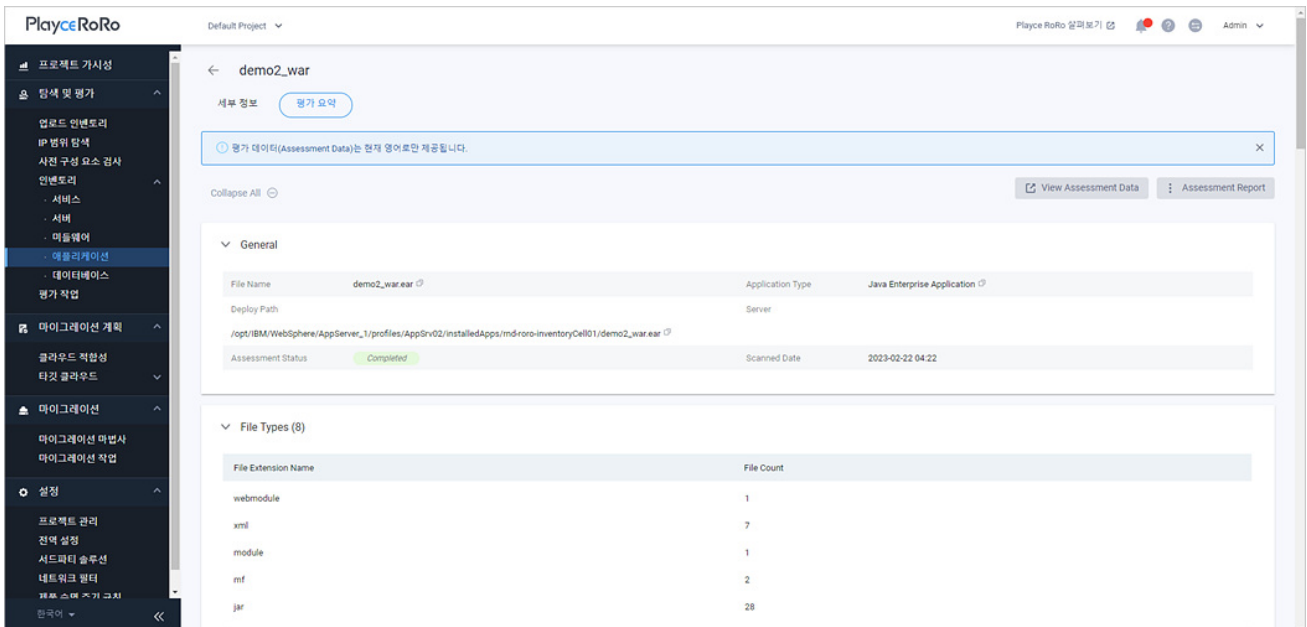 PlayceRoRo
Default Project
Playce RoRo 살펴보기
Admin
프로젝트 가시성
탐색 및 평가
업로드 인벤토리
IP 범위 탐색
사전 구성 요소 검사
인벤토리
· 서비스
· 서버
· 미들웨어
· 애플리케이션
· 데이터베이스
평가 작업
마이그레이션 계획
클라우드 적합성
타깃 클라우드
마이그레이션
마이그레이션 마법사
마이그레이션 작업
설정
프로젝트 관리
전역 설정
서드파티 솔루션
네트워크 필터
제품 수명 주기 규칙
한국어
demo2_war
세부 정보 평가 요약
평가 데이터(Assessment Data)는 현재 영어로만 제공됩니다.
Collapse All
View Assessment Data
Assessment Report
General
File Name demo2_war.ear Application Type Java Enterprise Application
Deploy Path Server
/opt/IBM/WebSphere/AppServer_1/profiles/AppSrv02/installedApps/rnd-roro-inventoryCell01/demo2_war.ear
Assessment Status Completed Scanned Date 2023-02-22 04:22
File Types (8)
File Extension Name File Count
webmodule 1
xml 7
module 1
mf 2
jar 28